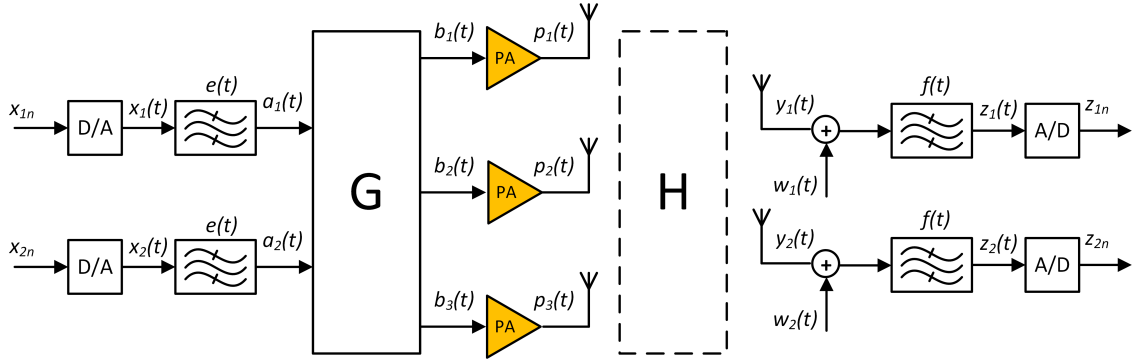 b₁(t) PA p₁(t)
x₁ₙ D/A x₁(t) e(t) a₁(t)
y₁(t) + f(t) z₁(t) A/D z₁ₙ
w₁(t)
G
b₂(t) PA p₂(t)
H
x₂ₙ D/A x₂(t) e(t) a₂(t)
y₂(t) + f(t) z₂(t) A/D z₂ₙ
w₂(t)
b₃(t) PA p₃(t)